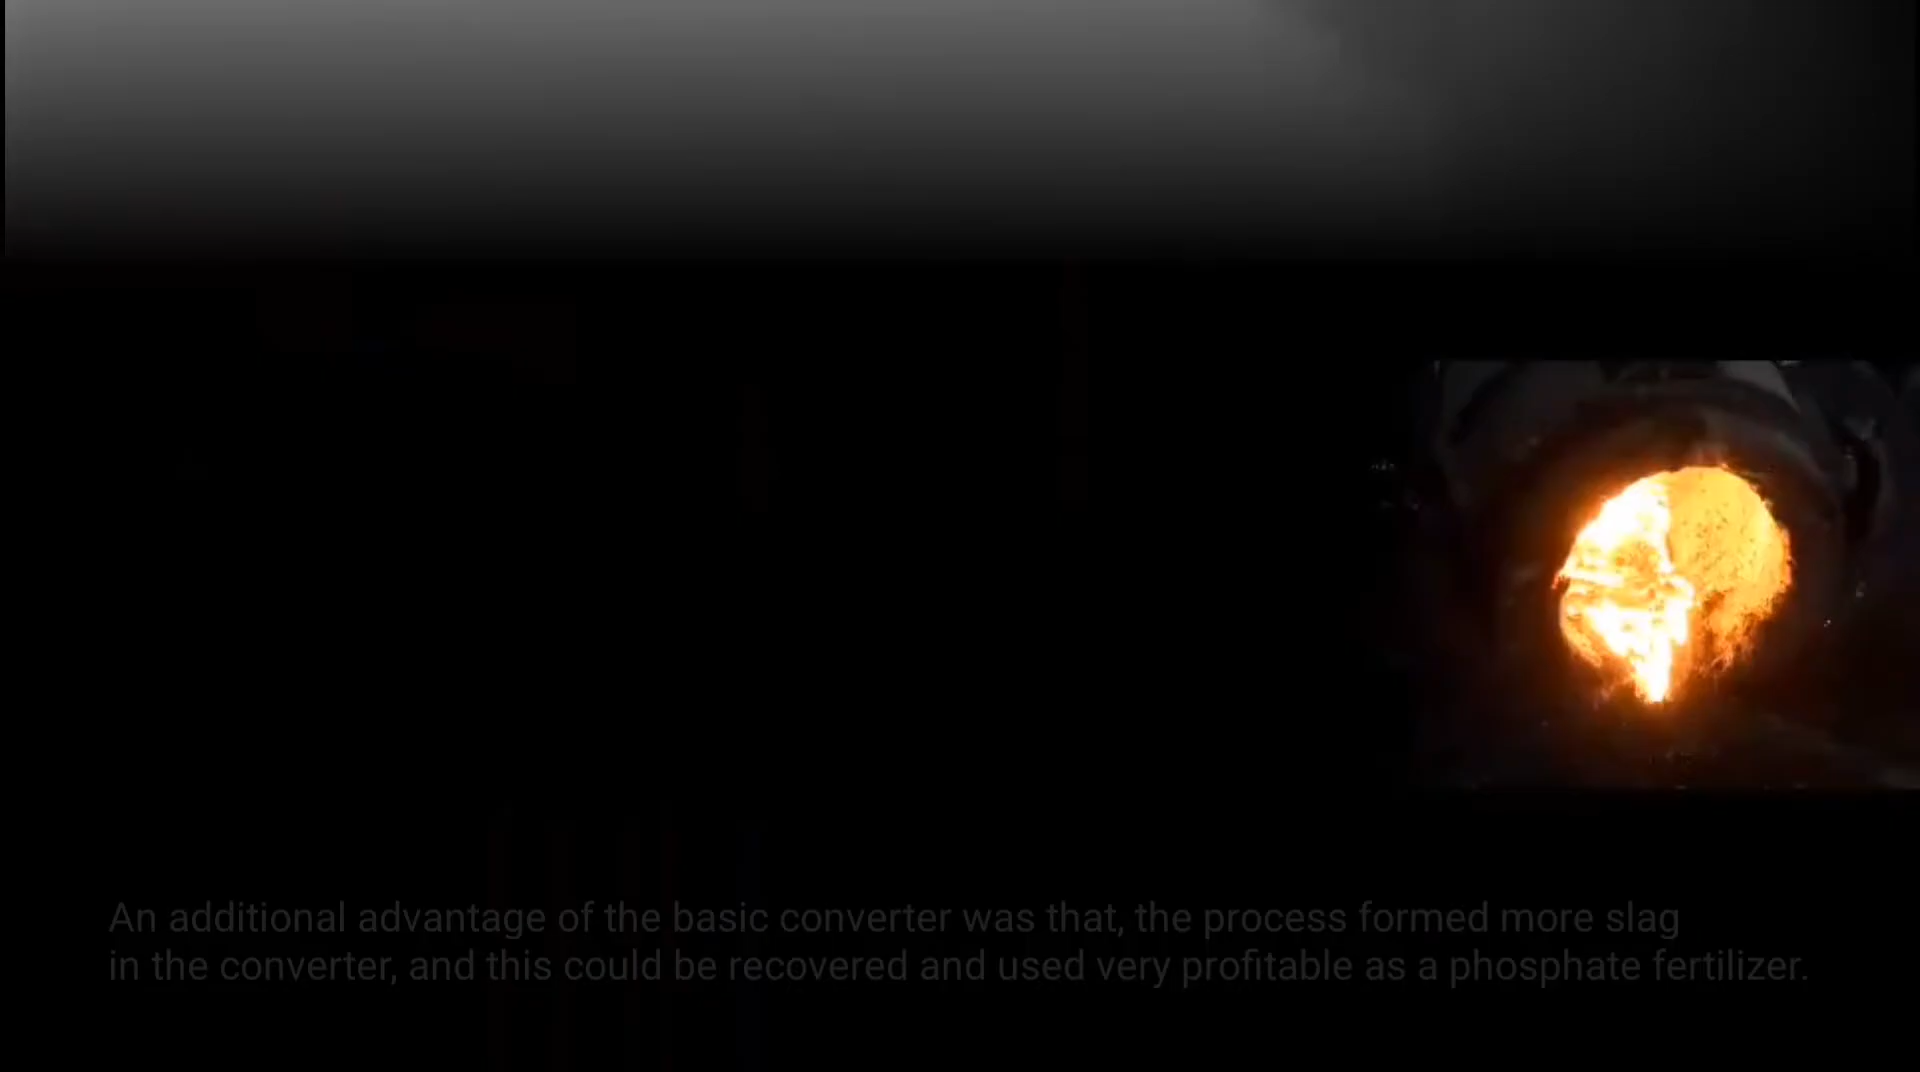 An additional advantage of the basic converter was that, the process formed more slag
in the converter, and this could be recovered and used very profitable as a phosphate fertilizer.